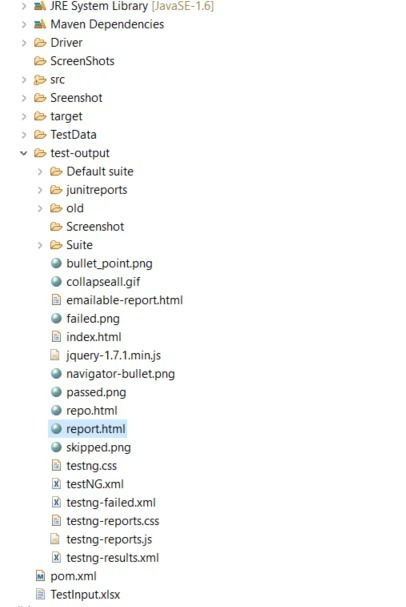 JRE System Library [JavaSE-1.6]
Maven Dependencies
Driver
ScreenShots
src
Sreenshot
target
TestData
test-output
Default suite
junitreports
old
Screenshot
Suite
bullet_point.png
collapseall.gif
emailable-report.html
failed.png
index.html
jquery-1.7.1.min.js
navigator-bullet.png
passed.png
repo.html
report.html
skipped.png
testng.css
testNG.xml
testng-failed.xml
testng-reports.css
testng-reports.js
testng-results.xml
pom.xml
TestInput.xlsx